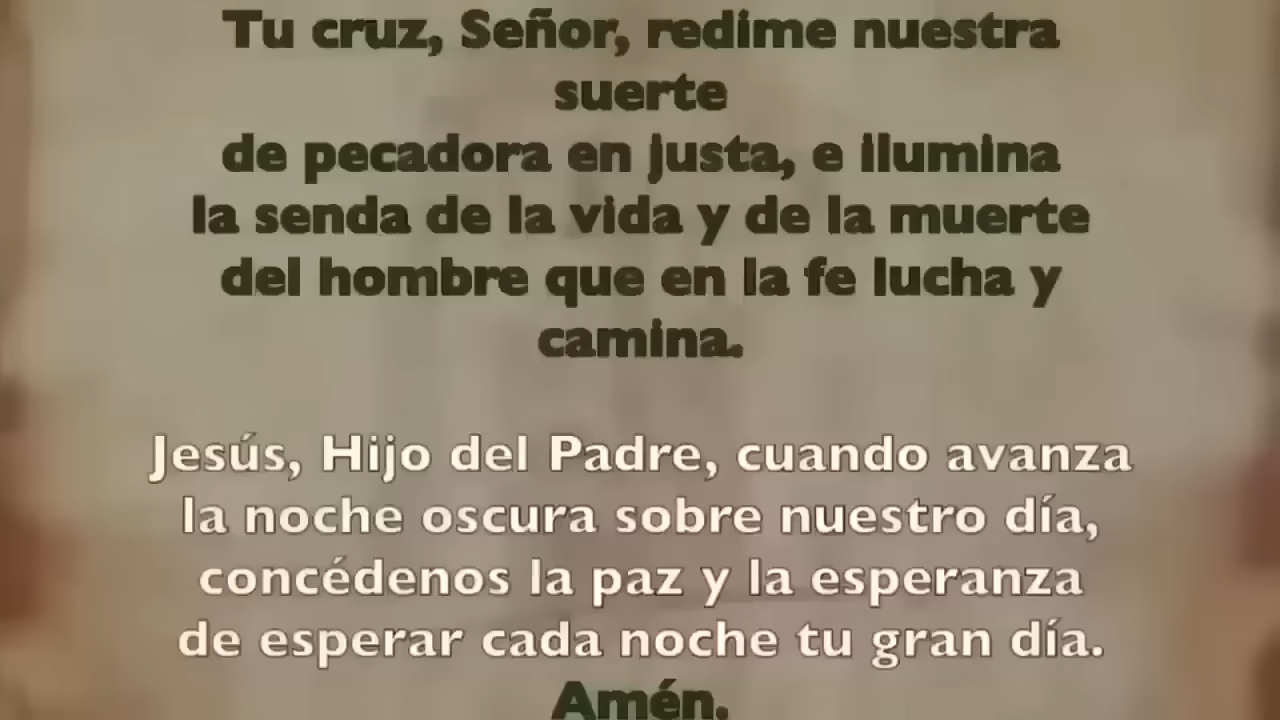 Tu cruz, Señor, redime nuestra
suerte
de pecadora en justa, e ilumina
la senda de la vida y de la muerte
del hombre que en la fe lucha y
camina.
Jesús, Hijo del Padre, cuando avanza
la noche oscura sobre nuestro día,
concédenos la paz y la esperanza
de esperar cada noche tu gran día.
Amén.